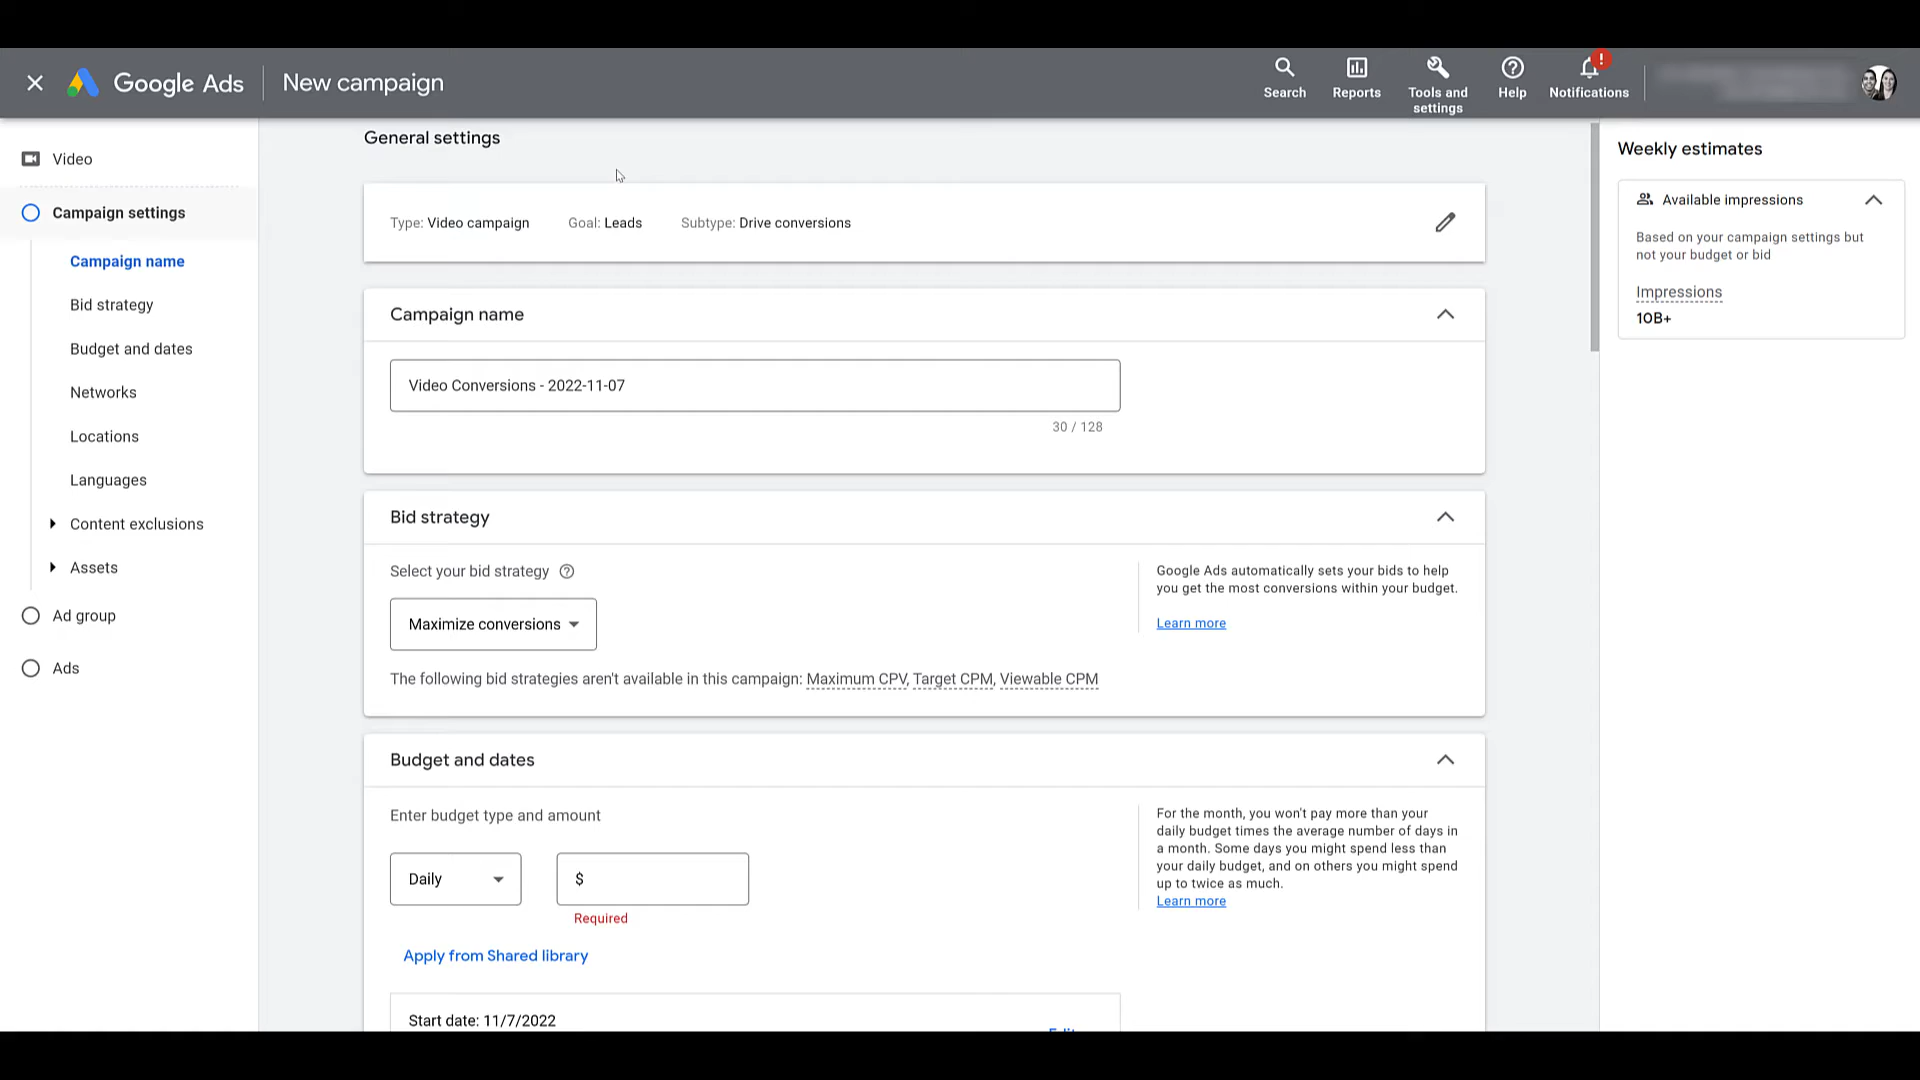 Google Ads
New campaign
Search
Reports
Tools and
settings
Help
!
Notifications
Video
Campaign settings
Campaign name
Bid strategy
Budget and dates
Networks
Locations
Languages
Content exclusions
Assets
Ad group
Ads
General settings
Type: Video campaign
Goal: Leads
Subtype: Drive conversions
Campaign name
Video Conversions - 2022-11-07
30 / 128
Bid strategy
Select your bid strategy
Maximize conversions
The following bid strategies aren't available in this campaign: Maximum CPV, Target CPM, Viewable CPM
Google Ads automatically sets your bids to help
you get the most conversions within your budget.
Learn more
Budget and dates
Enter budget type and amount
Daily
$
Required
Apply from Shared library
For the month, you won't pay more than your
daily budget times the average number of days in
a month. Some days you might spend less than
your daily budget, and on others you might spend
up to twice as much.
Learn more
Start date: 11/7/2022
Edit
Weekly estimates
Available impressions
Based on your campaign settings but
not your budget or bid
Impressions
10B+